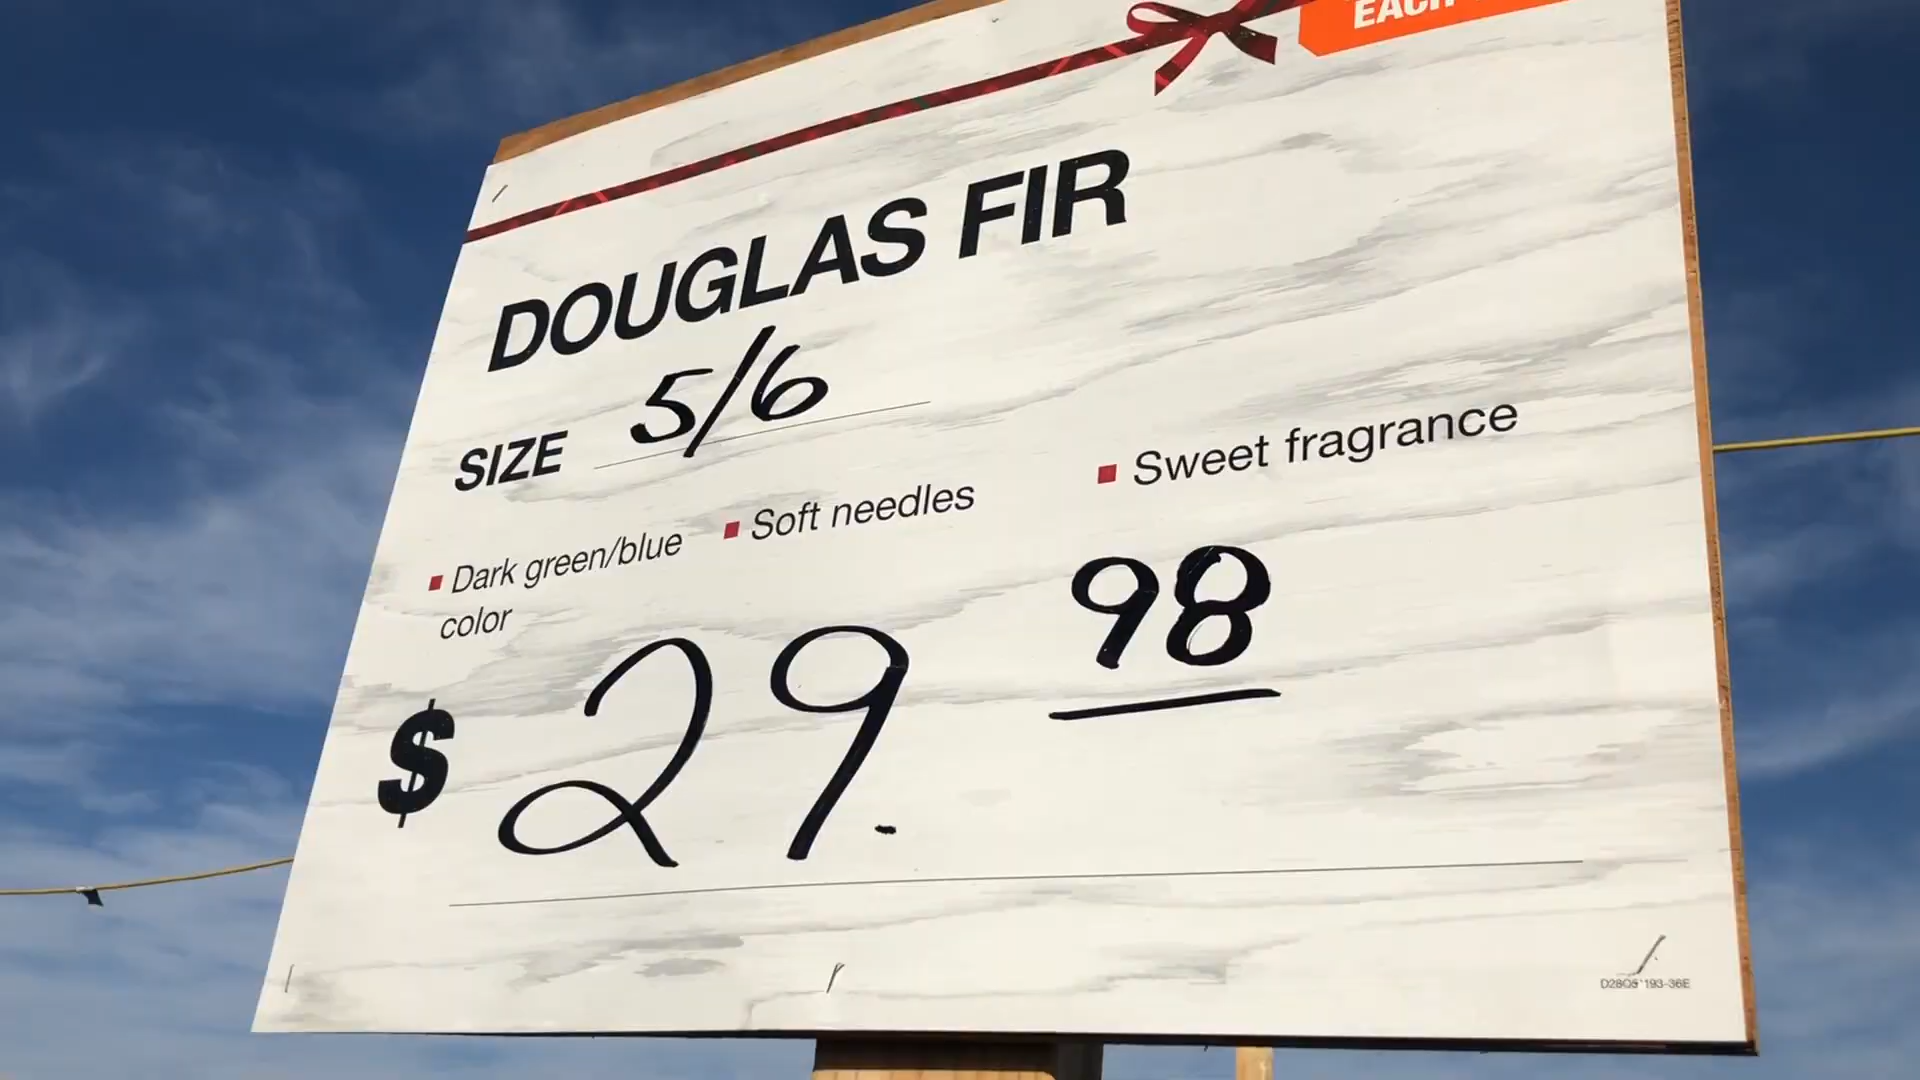 EACH
DOUGLAS FIR
SIZE 5/6
▪ Dark green/blue color
▪ Soft needles
▪ Sweet fragrance
$ 29. 98